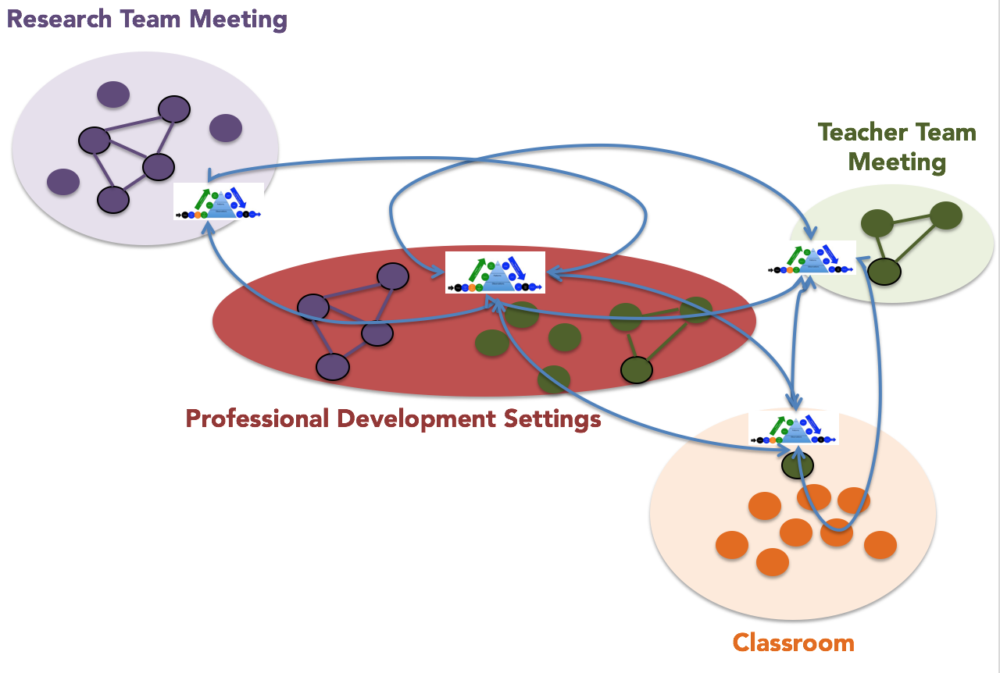 Research Team Meeting
Teacher Team
Meeting
Professional Development Settings
Classroom